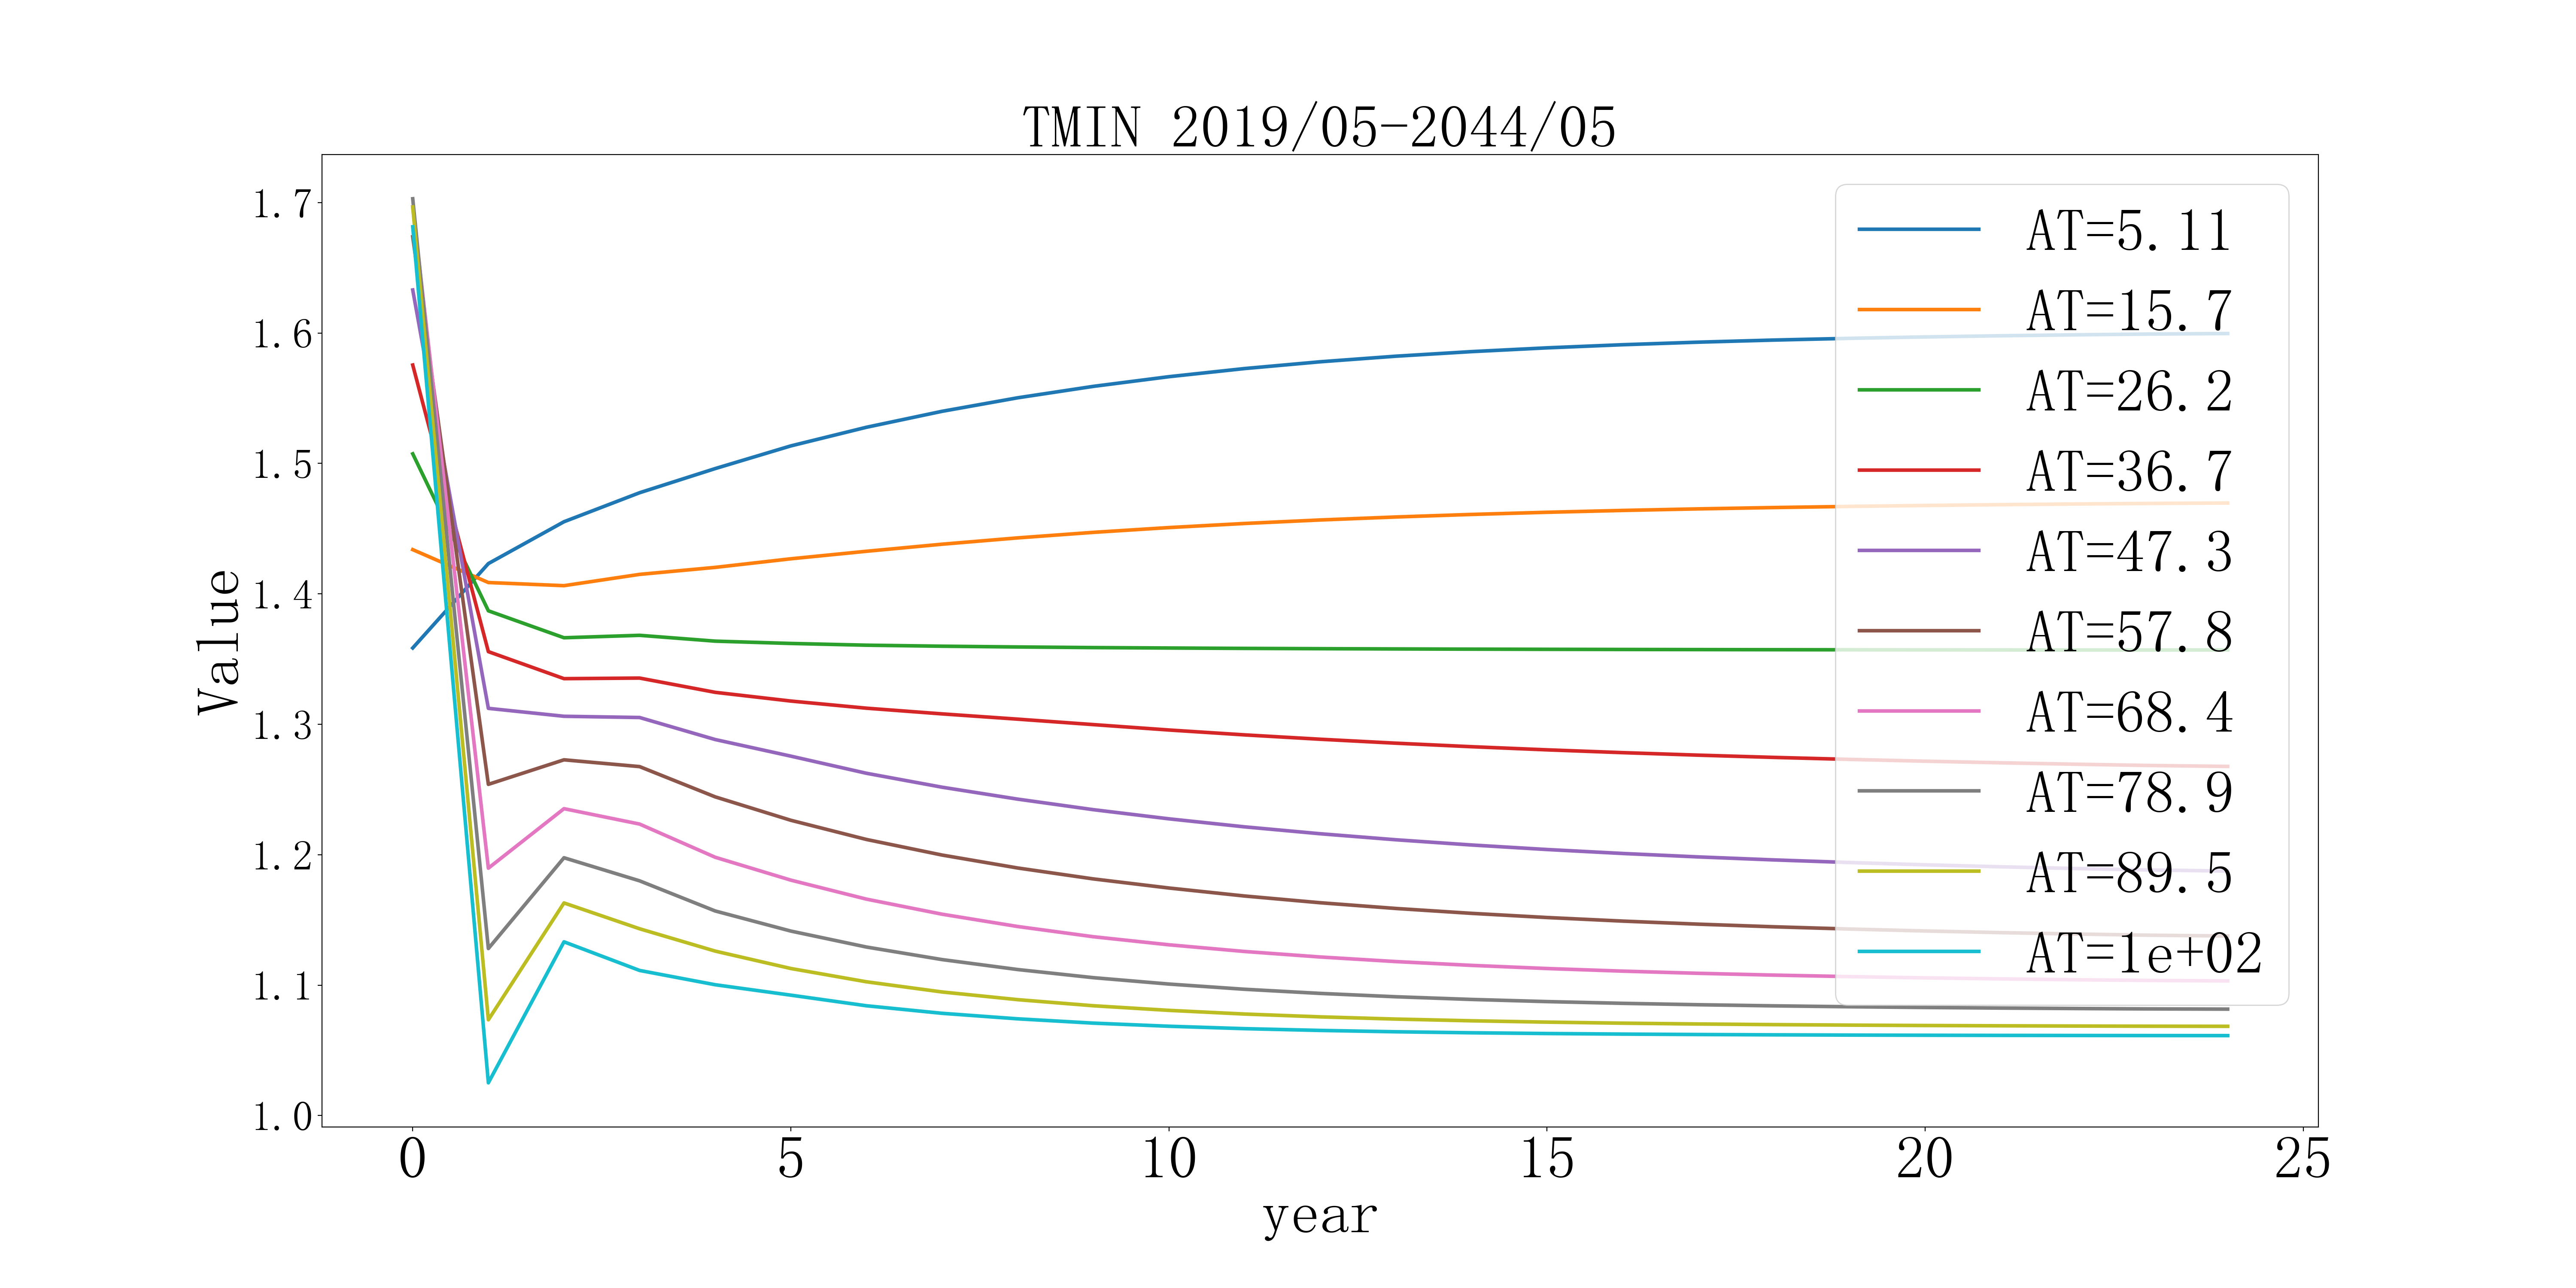 TMIN 2019/05-2044/05
Value
1.7
1.6
1.5
1.4
1.3
1.2
1.1
1.0
AT=5.11
AT=15.7
AT=26.2
AT=36.7
AT=47.3
AT=57.8
AT=68.4
AT=78.9
AT=89.5
AT=1e+02
0 5 10 15 20 25
year